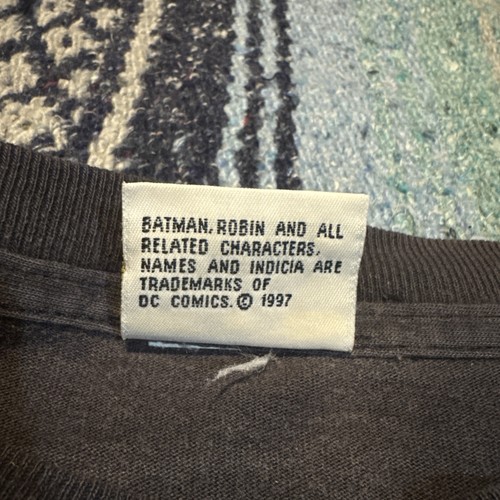 BATMAN, ROBIN AND ALL
RELATED CHARACTERS,
NAMES AND INDICIA ARE
TRADEMARKS OF
DC COMICS. © 1997